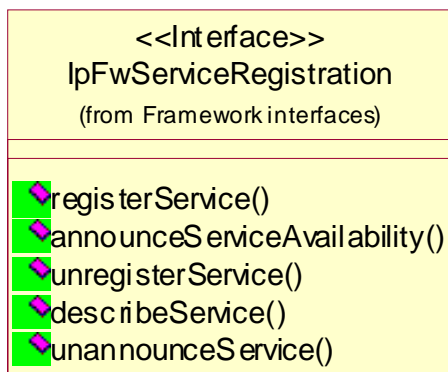 <<Interface>>
IpFwServiceRegistration
(from Framework interfaces)
registerService()
announceServiceAvailability()
unregisterService()
describeService()
unannounceService()